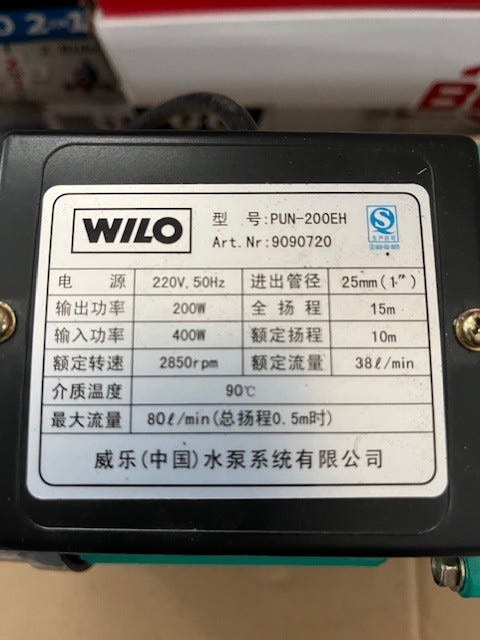 WILO
型 号:PUN-200EH
Art.Nr:9090720
生产许可
电 源 220V,50Hz 进出管径 25mm(1")
输出功率 200W 全扬程 15m
输入功率 400W 额定扬程 10m
额定转速 2850rpm 额定流量 38ℓ/min
介质温度 90℃
最大流量 80ℓ/min(总扬程0.5m时)
威乐(中国)水泵系统有限公司